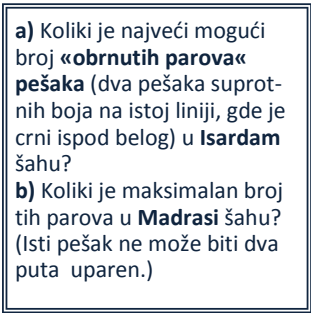 a) Koliki je najveći mogući
broj «obrnutih parova«
pešaka (dva pešaka suprot-
nih boja na istoj liniji, gde je
crni ispod belog) u Isardam
šahu?
b) Koliki je maksimalan broj
tih parova u Madrasi šahu?
(Isti pešak ne može biti dva
puta  uparen.)